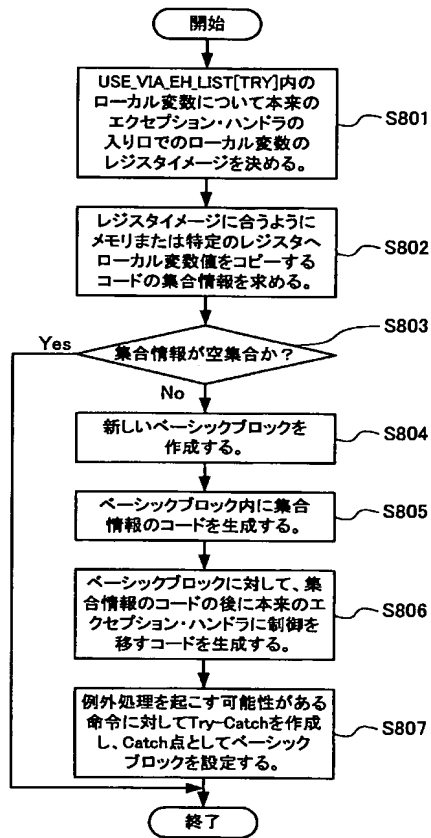 開始
USE_VIA_EH_LIST[TRY]内の
ローカル変数について本来の
エクセプション・ハンドラの
入り口でのローカル変数の
レジスタイメージを決める。
S801
レジスタイメージに合うように
メモリまたは特定のレジスタへ
ローカル変数値をコピーする
コードの集合情報を求める。
S802
S803
Yes
集合情報が空集合か?
No
新しいベーシックブロックを
作成する。
S804
ベーシックブロック内に集合
情報のコードを生成する。
S805
ベーシックブロックに対して、集
合情報のコードの後に本来のエ
クセプション・ハンドラに制御を
移すコードを生成する。
S806
例外処理を起こす可能性がある
命令に対してTry-Catchを作成
し、Catch点としてベーシック
ブロックを設定する。
S807
終了